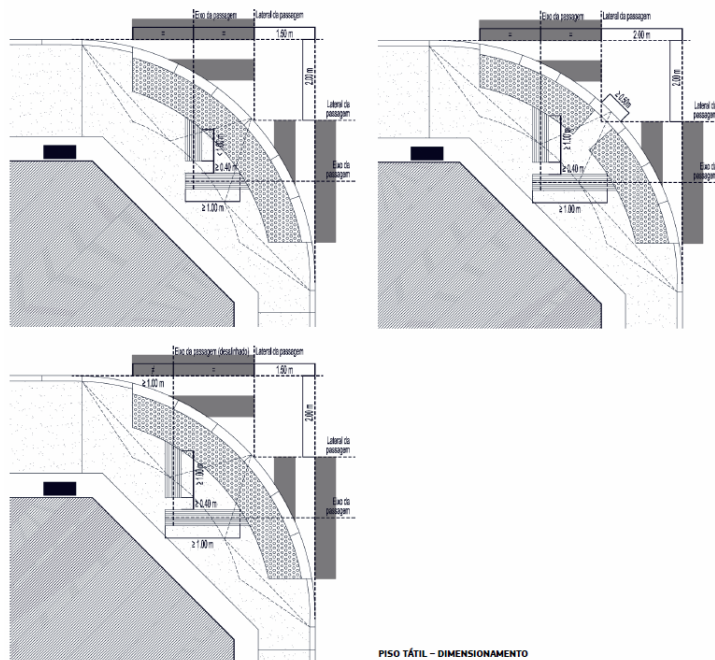 Eixo da passagem
Lateral da passagem
=
=
1.50 m
2.00 m
Lateral da
passagem
< 1.00m
≥ 0.40 m
Eixo da
passagem
≥ 1.00 m
Eixo da passagem
Lateral da passagem
=
=
2.00 m
2.00 m
≥ 0.50m
Lateral da
passagem
≥ 1.00 m
≥ 0.40 m
Eixo da
passagem
≥ 1.00 m
Eixo da passagem (desalinhado)
Lateral da passagem
≠
=
1.50 m
≥ 1.00 m
2.00 m
Lateral da
passagem
≥ 1.00 m
≥ 0.40 m
Eixo da
passagem
≥ 1.00 m
PISO TÁTIL – DIMENSIONAMENTO